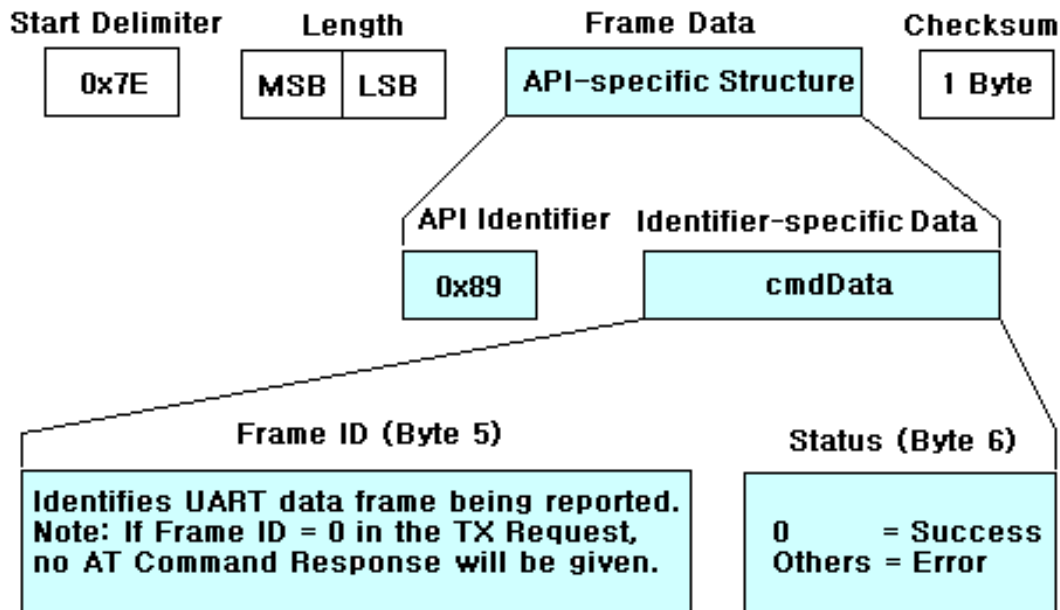 Start Delimiter Length Frame Data Checksum
0x7E MSB LSB API-specific Structure 1 Byte
API Identifier Identifier-specific Data
0x89 cmdData
Frame ID (Byte 5)
Identifies UART data frame being reported.
Note: If Frame ID = 0 in the TX Request,
no AT Command Response will be given.
Status (Byte 6)
0 = Success
Others = Error